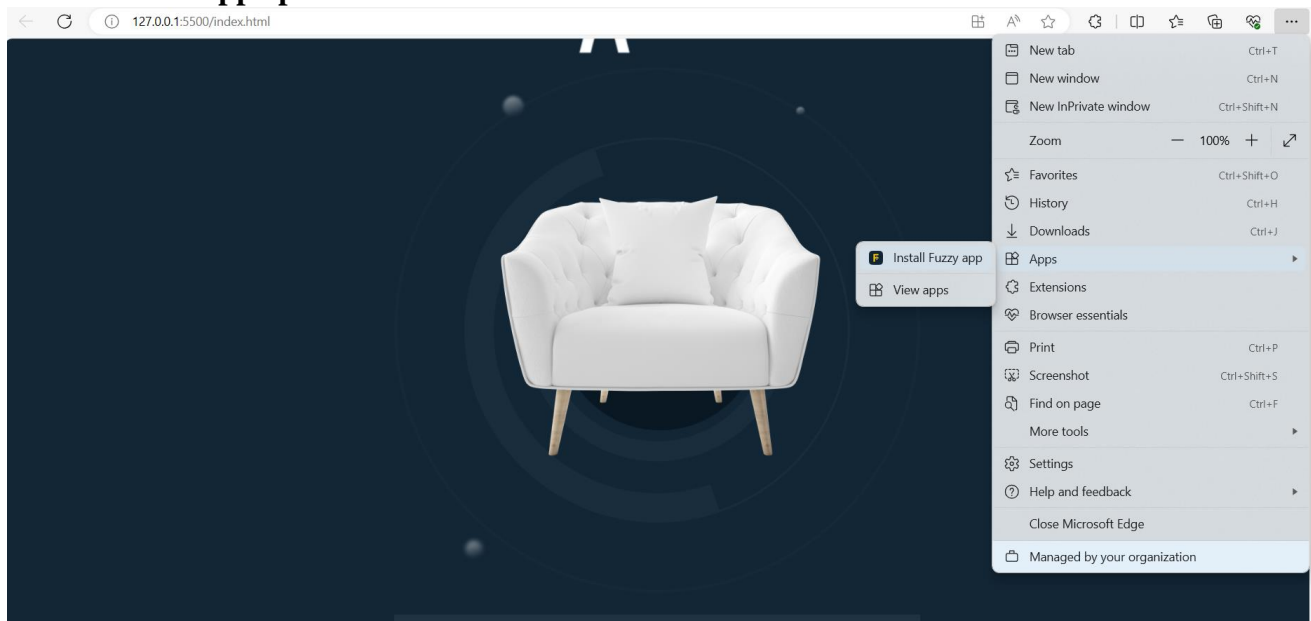 127.0.0.1:5500/index.html
New tab Ctrl+T
New window Ctrl+N
New InPrivate window Ctrl+Shift+N
Zoom — 100% +
Favorites Ctrl+Shift+O
History Ctrl+H
Downloads Ctrl+J
Install Fuzzy app
Apps
View apps
Extensions
Browser essentials
Print Ctrl+P
Screenshot Ctrl+Shift+S
Find on page Ctrl+F
More tools
Settings
Help and feedback
Close Microsoft Edge
Managed by your organization